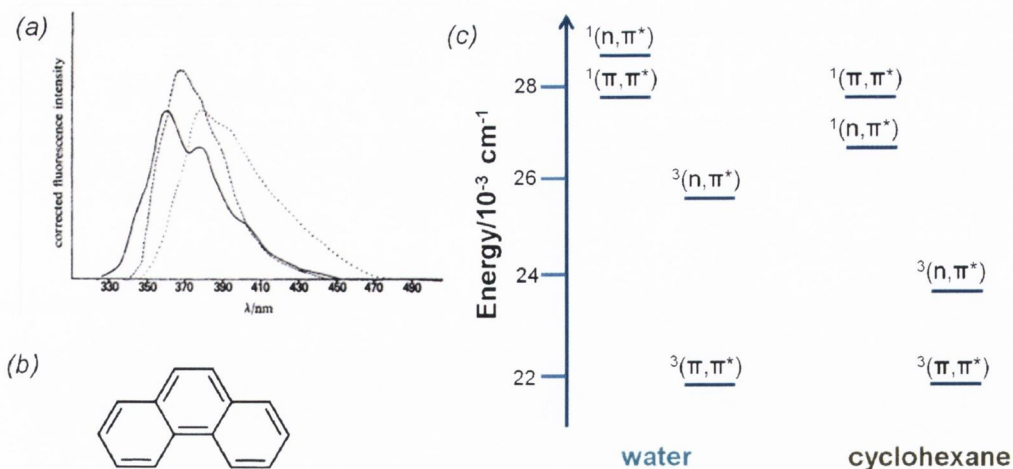 (a)
corrected fluorescence intensity
330 350 370 390 410 430 450 470 490
λ/nm
(b)
(c)
Energy/10⁻³ cm⁻¹
28
26
24
22
¹(n,π*)
¹(π,π*)
³(n,π*)
³(π,π*)
water
¹(π,π*)
¹(n,π*)
³(n,π*)
³(π,π*)
cyclohexane